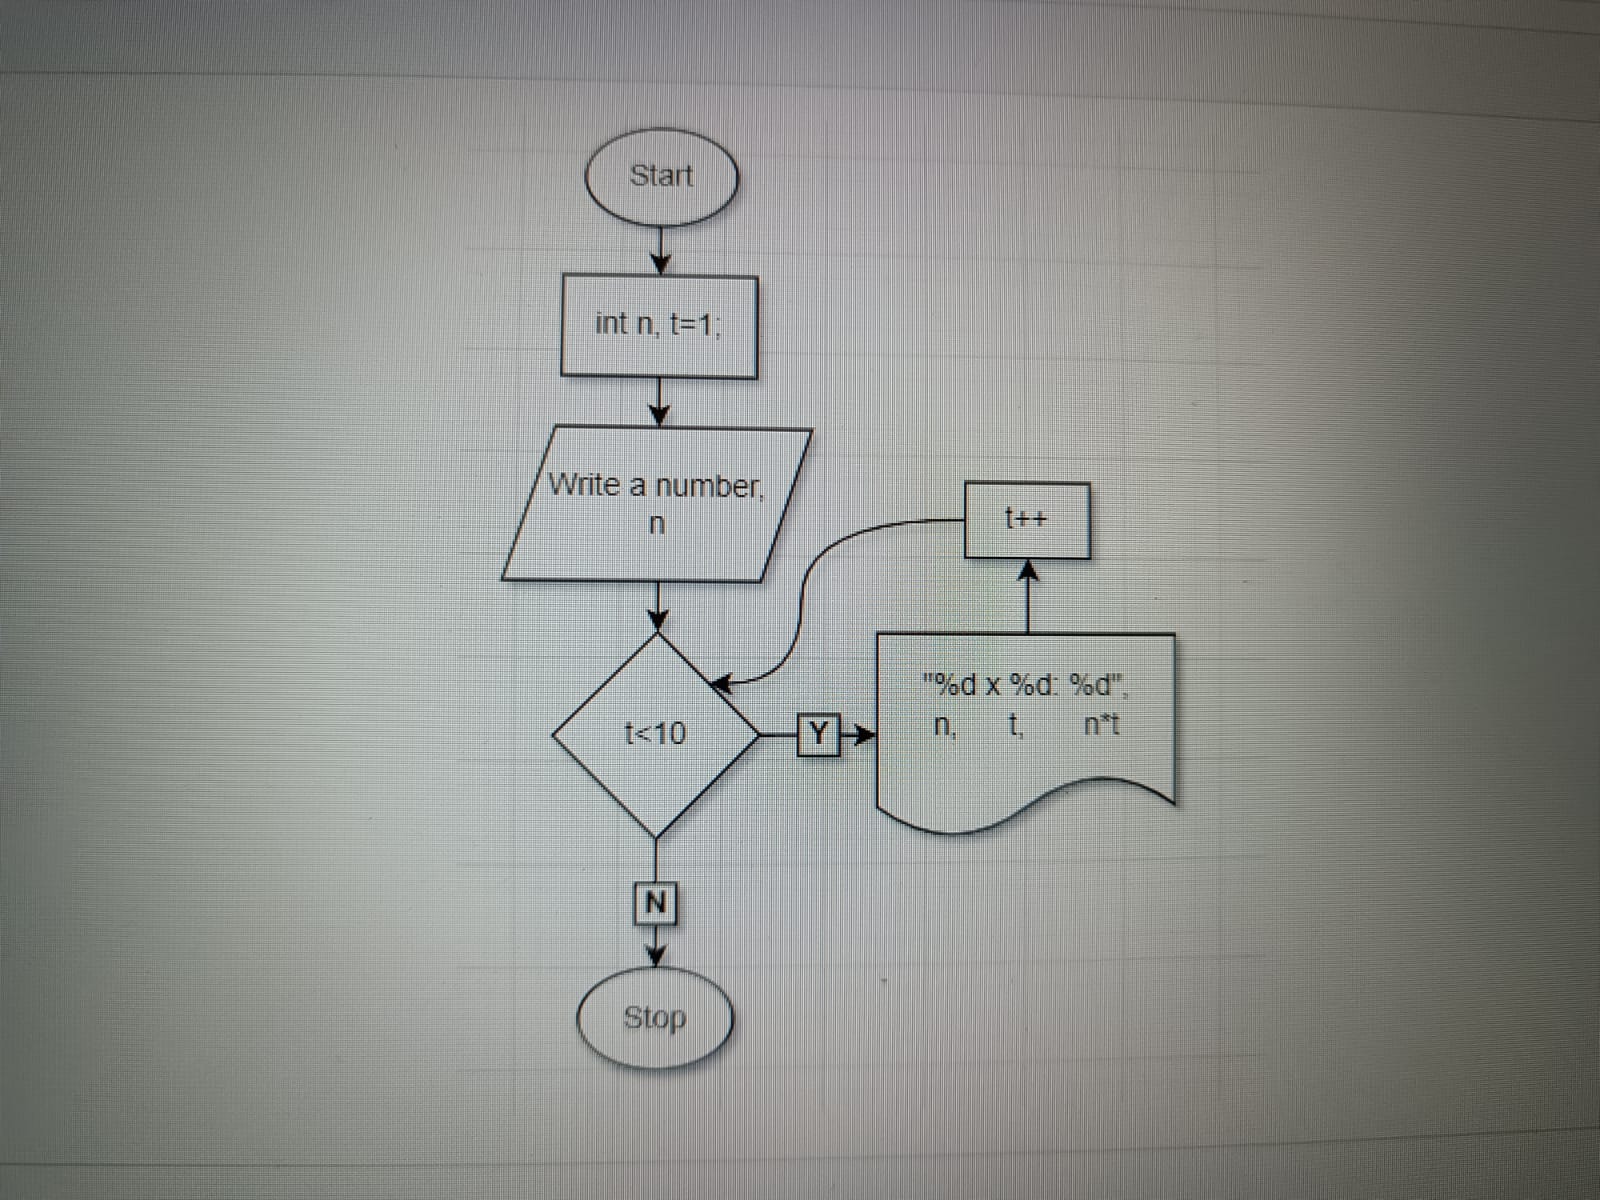 Start
int n, t=1;
Write a number,
n
t++
"%d x %d: %d",
n, t, n*t
t<10
Y
N
Stop